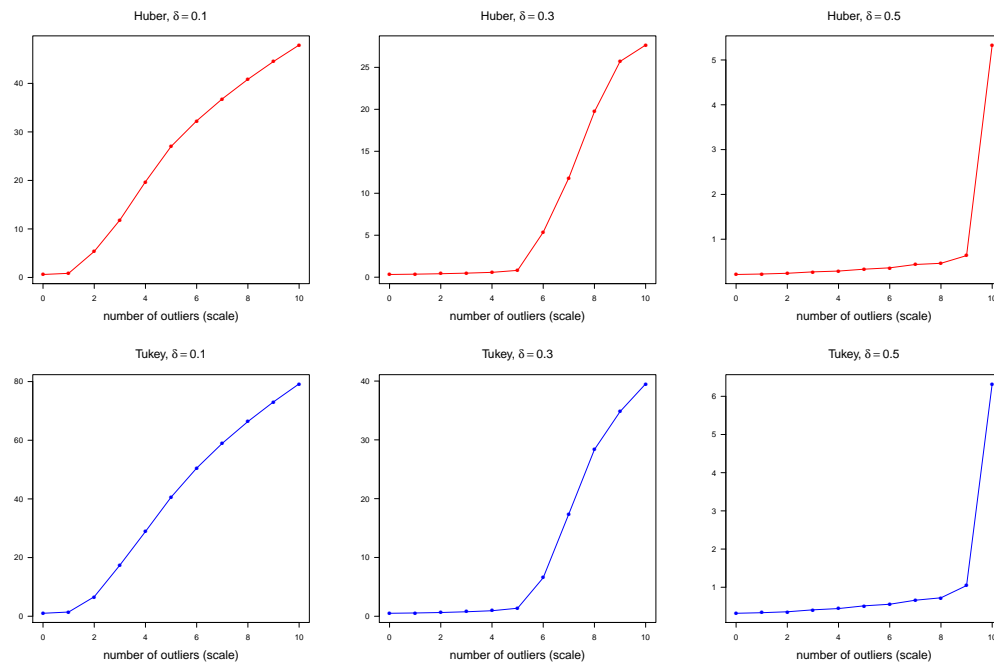 Huber, δ = 0.1
0
10
20
30
40
0 2 4 6 8 10
number of outliers (scale)
Huber, δ = 0.3
0
5
10
15
20
25
0 2 4 6 8 10
number of outliers (scale)
Huber, δ = 0.5
1
2
3
4
5
0 2 4 6 8 10
number of outliers (scale)
Tukey, δ = 0.1
0
20
40
60
80
0 2 4 6 8 10
number of outliers (scale)
Tukey, δ = 0.3
0
10
20
30
40
0 2 4 6 8 10
number of outliers (scale)
Tukey, δ = 0.5
1
2
3
4
5
6
0 2 4 6 8 10
number of outliers (scale)